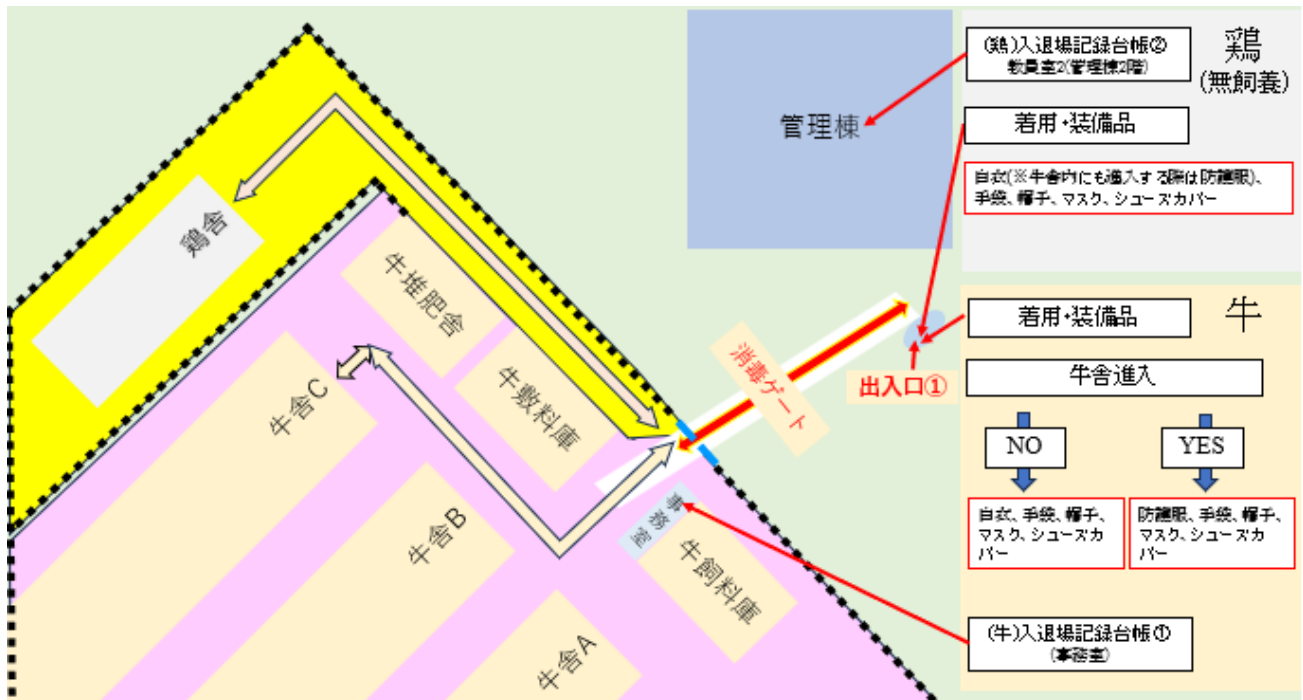 管理棟
鶏舎
牛堆肥舎
牛敷料庫
牛舎C
牛舎B
牛舎A
事務室
牛飼料庫
消毒ゲート
出入口①
(鶏)入退場記録台帳②
教員室2(管理棟2階)
鶏
(無飼養)
着用・装備品
白衣(※牛舎内にも進入する際は防護服)、
手袋、帽子、マスク、シューズカバー
着用・装備品
牛
牛舎進入
NO
YES
白衣、手袋、帽子、
マスク、シューズカ
バー
防護服、手袋、帽子、
マスク、シューズカ
バー
(牛)入退場記録台帳①
(事務室)